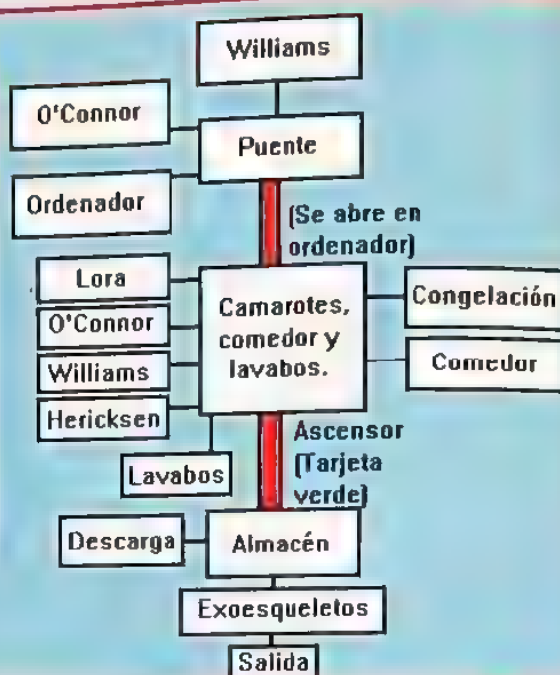 Williams
O'Connor
Puente
Ordenador
(Se abre en
ordenador)
Lora
O'Connor
Williams
Hericksen
Camarotes,
comedor y
lavabos.
Congelación
Comedor
Lavabos
Ascensor
(Tarjeta
verde)
Descarga
Almacén
Exoesqueletos
Salida